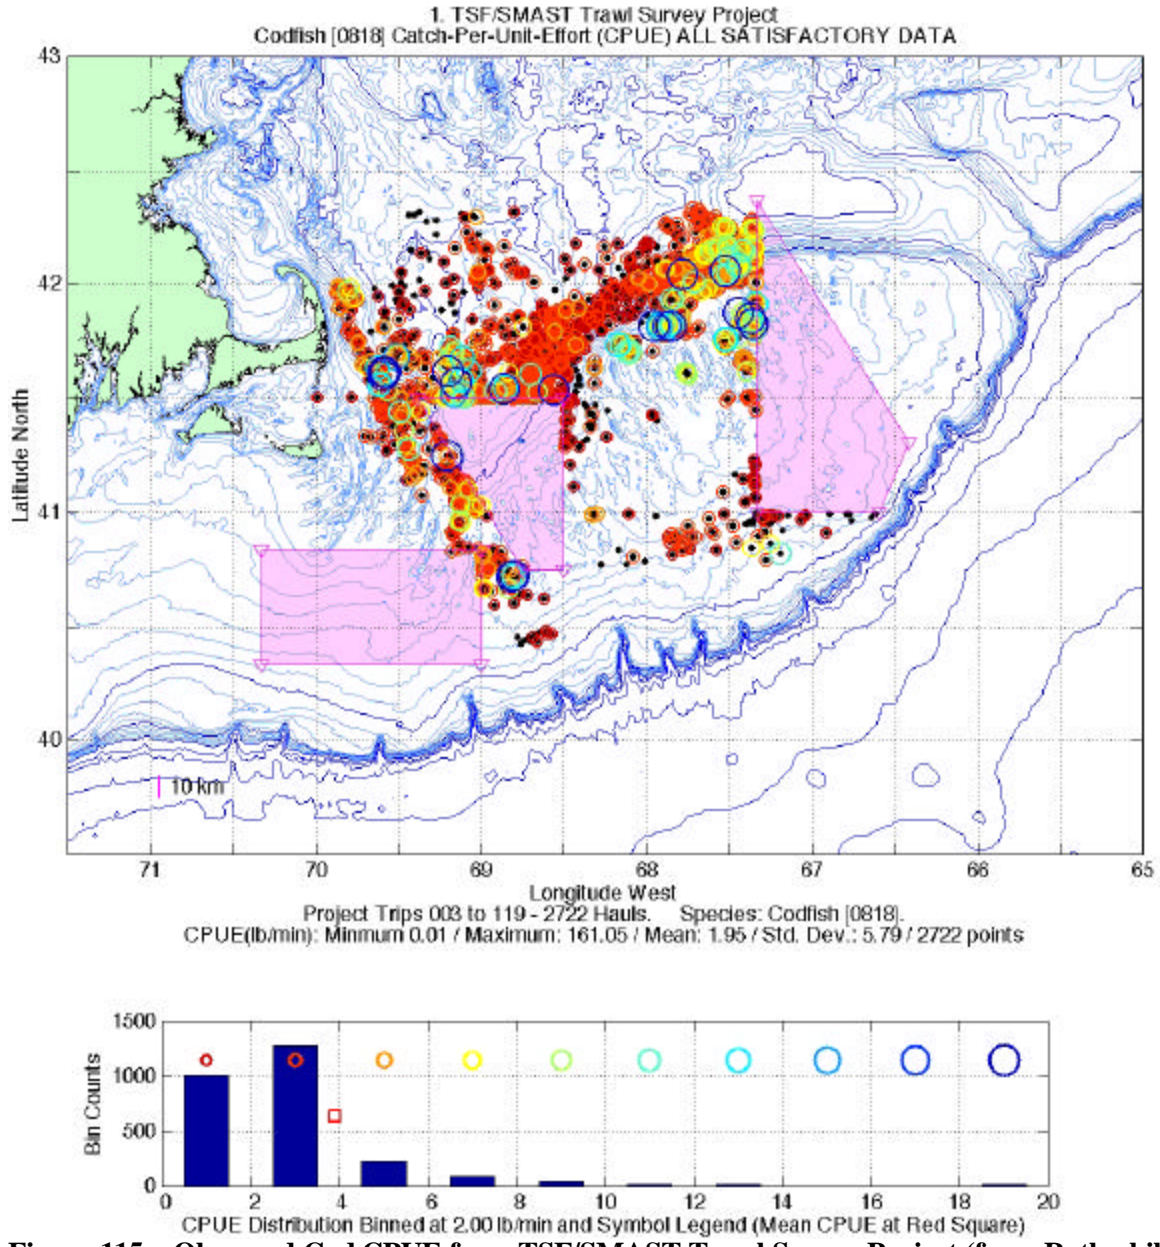 1. TSF/SMAST Trawl Survey Project
Codfish [0818] Catch-Per-Unit-Effort (CPUE) ALL SATISFACTORY DATA
43
42
41
40
Latitude North
10 km
71 70 69 68 67 66 65
Longitude West
Project Trips 003 to 119 - 2722 Hauls. Species: Codfish [0818].
CPUE(lb/min): Minmum 0.01 / Maximum: 161.05 / Mean: 1.95 / Std. Dev.: 5.79 / 2722 points
1500
1000
500
0
Bin Counts
0 2 4 6 8 10 12 14 16 18 20
CPUE Distribution Binned at 2.00 lb/min and Symbol Legend (Mean CPUE at Red Square)